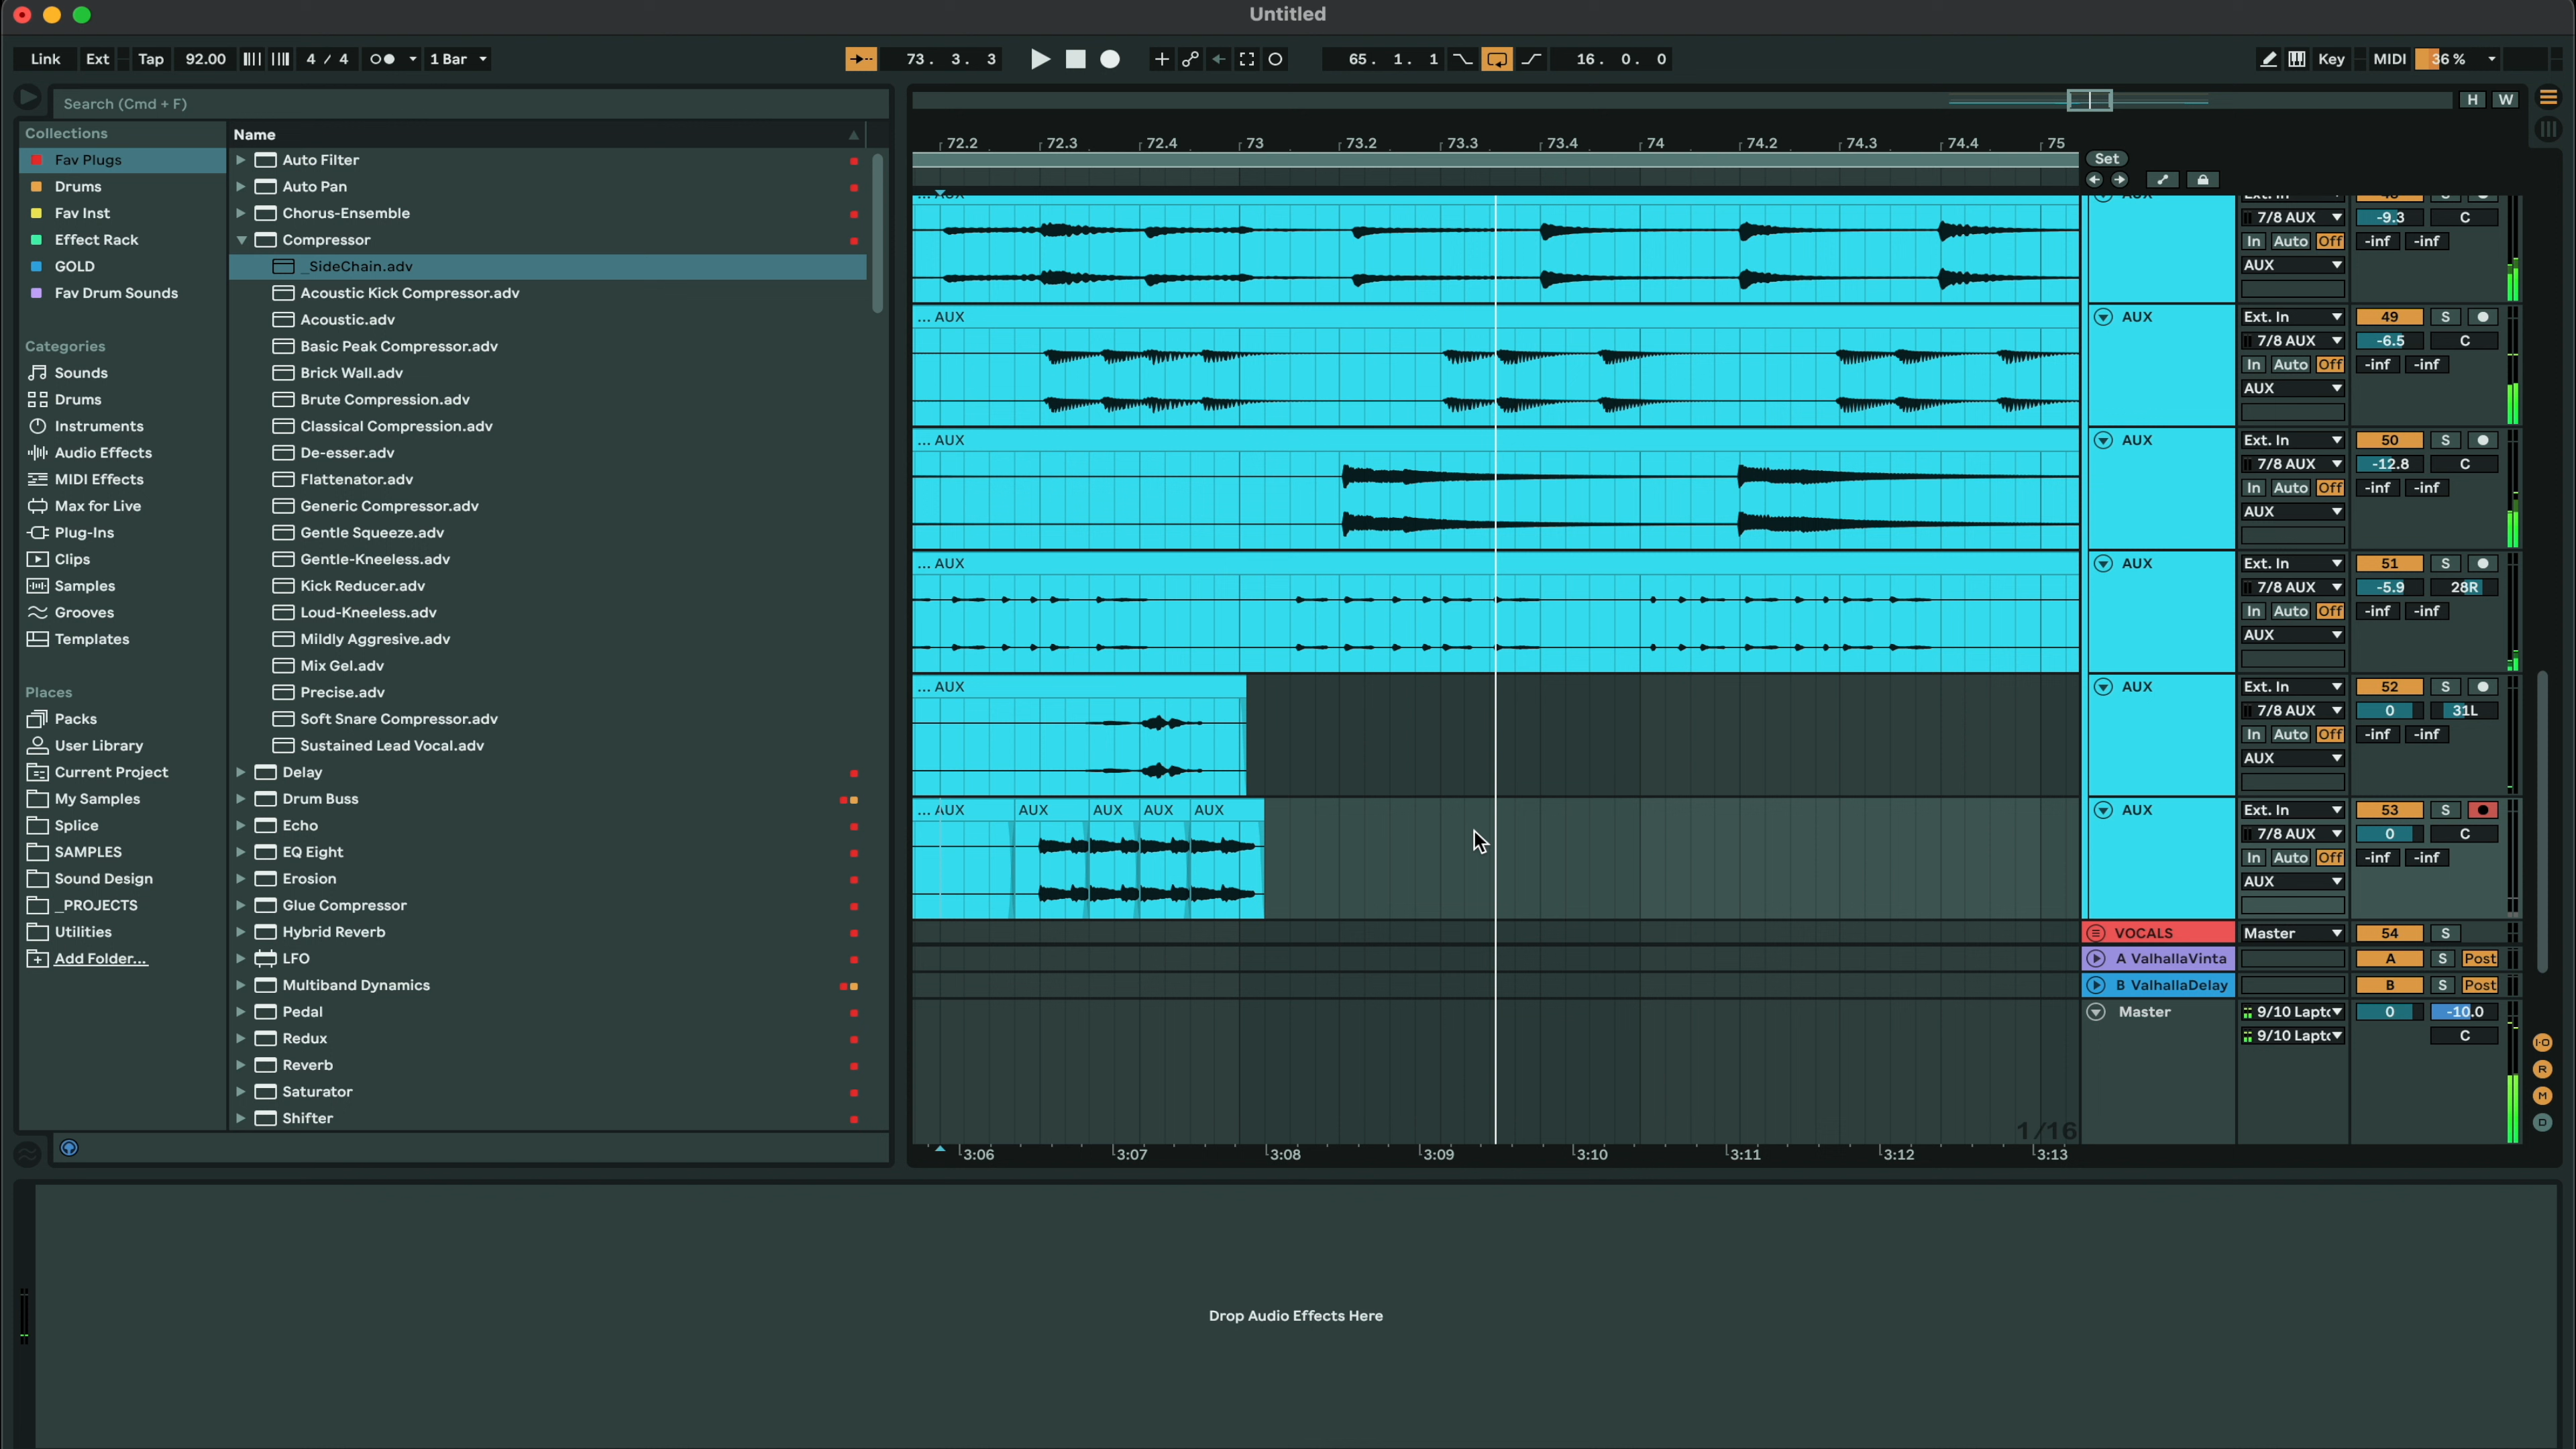 Untitled
Link Ext Tap 92.00 4 / 4 1 Bar 73. 3. 3 65. 1. 1 16. 0. 0 Key MIDI 36 %
Search (Cmd + F)
H W
Collections
Fav Plugs
Drums
Fav Inst
Effect Rack
GOLD
Fav Drum Sounds
Categories
Sounds
Drums
Instruments
Audio Effects
MIDI Effects
Max for Live
Plug-Ins
Clips
Samples
Grooves
Templates
Places
Packs
User Library
Current Project
My Samples
Splice
SAMPLES
Sound Design
_PROJECTS
Utilities
Add Folder...
Name
Auto Filter
Auto Pan
Chorus-Ensemble
Compressor
_SideChain.adv
Acoustic Kick Compressor.adv
Acoustic.adv
Basic Peak Compressor.adv
Brick Wall.adv
Brute Compression.adv
Classical Compression.adv
De-esser.adv
Flattenator.adv
Generic Compressor.adv
Gentle Squeeze.adv
Gentle-Kneeless.adv
Kick Reducer.adv
Loud-Kneeless.adv
Mildly Aggresive.adv
Mix Gel.adv
Precise.adv
Soft Snare Compressor.adv
Sustained Lead Vocal.adv
Delay
Drum Buss
Echo
EQ Eight
Erosion
Glue Compressor
Hybrid Reverb
LFO
Multiband Dynamics
Pedal
Redux
Reverb
Saturator
Shifter
72.2 72.3 72.4 73 73.2 73.3 73.4 74 74.2 74.3 74.4 75
Set
7/8 AUX -9.3 C
In Auto Off -inf -inf
AUX
... AUX AUX Ext. In 49 S
7/8 AUX -6.5 C
In Auto Off -inf -inf
AUX
... AUX AUX Ext. In 50 S
7/8 AUX -12.8 C
In Auto Off -inf -inf
AUX
... AUX AUX Ext. In 51 S
7/8 AUX -5.9 28R
In Auto Off -inf -inf
AUX
... AUX AUX Ext. In 52 S
7/8 AUX 0 31L
In Auto Off -inf -inf
AUX
... AUX AUX AUX AUX AUX AUX Ext. In 53 S
7/8 AUX 0 C
In Auto Off -inf -inf
AUX
VOCALS Master 54 S
A ValhallaVinta A S Post
B ValhallaDelay B S Post
Master 9/10 Lapto 0 -10.0
9/10 Lapto C
I·O
R
M
D
1/16
3:06 3:07 3:08 3:09 3:10 3:11 3:12 3:13
Drop Audio Effects Here